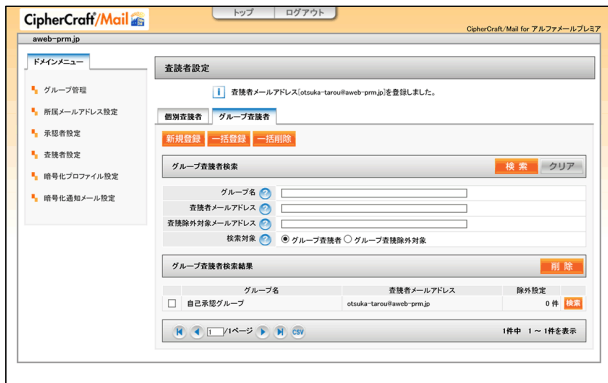 CipherCraft/Mail
トップ ログアウト
CipherCraft/Mail for アルファメールプレミア
aweb-prm.jp
ドメインメニュー
グループ管理
所属メールアドレス設定
承認者設定
査読者設定
暗号化プロファイル設定
暗号化通知メール設定
査読者設定
査読者メールアドレス[otsuka-tarou@aweb-prm.jp]を登録しました。
個別査読者 グループ査読者
新規登録 一括登録 一括削除
グループ査読者検索 検索 クリア
グループ名
査読者メールアドレス
査読除外対象メールアドレス
検索対象 グループ査読者 グループ査読除外対象
グループ査読者検索結果 削除
グループ名 査読者メールアドレス 除外設定
自己承認グループ otsuka-tarou@aweb-prm.jp 0 件 検索
1 /1ページ CSV 1件中 1 ~ 1件を表示